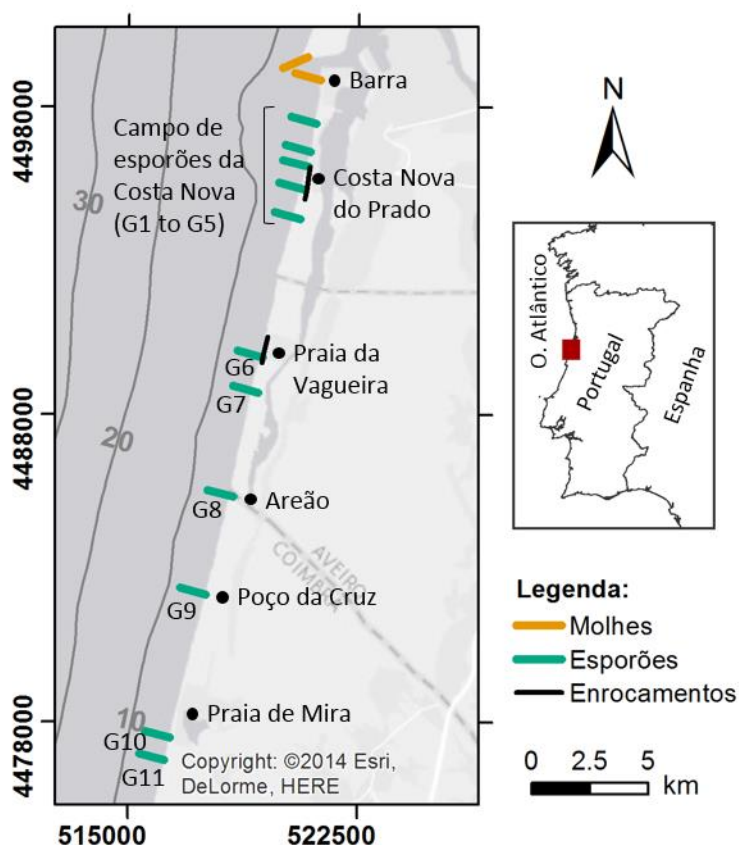 Barra
4498000
Campo de
esporões da
Costa Nova
(G1 to G5)
Costa Nova
do Prado
30
G6
Praia da
Vagueira
G7
4488000
20
G8
Areão
AVEIRO
COIMBRA
G9
Poço da Cruz
10
Praia de Mira
G10
G11
4478000
Copyright: ©2014 Esri,
DeLorme, HERE
515000
522500
N
O. Atlântico
Portugal
Espanha
Legenda:
Molhes
Esporões
Enrocamentos
0 2.5 5
km